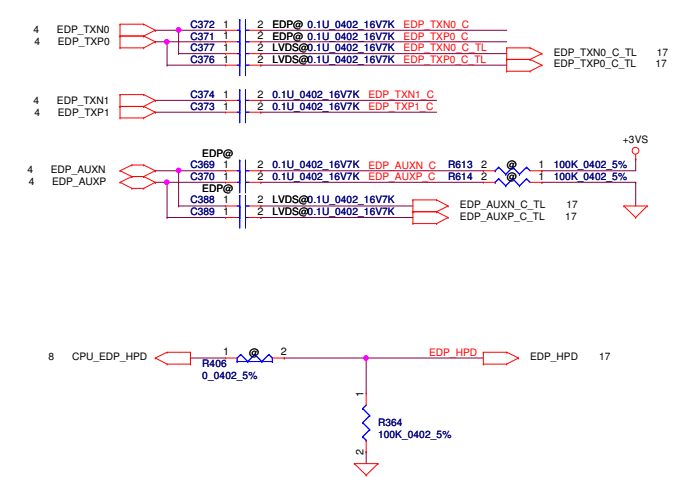 4 EDP_TXN0 C372 1 2 EDP@ 0.1U_0402_16V7K EDP_TXN0_C
4 EDP_TXP0 C371 1 2 EDP@ 0.1U_0402_16V7K EDP_TXP0_C
C377 1 2 LVDS@0.1U_0402_16V7K EDP_TXN0_C_TL EDP_TXN0_C_TL 17
C376 1 2 LVDS@0.1U_0402_16V7K EDP_TXP0_C_TL EDP_TXP0_C_TL 17
4 EDP_TXN1 C374 1 2 0.1U_0402_16V7K EDP_TXN1_C
4 EDP_TXP1 C373 1 2 0.1U_0402_16V7K EDP_TXP1_C
+3VS
EDP@
4 EDP_AUXN C369 1 2 0.1U_0402_16V7K EDP_AUXN_C R613 2 @ 1 100K_0402_5%
4 EDP_AUXP C370 1 2 0.1U_0402_16V7K EDP_AUXP_C R614 2 @ 1 100K_0402_5%
EDP@
C388 1 2 LVDS@0.1U_0402_16V7K EDP_AUXN_C_TL 17
C389 1 2 LVDS@0.1U_0402_16V7K EDP_AUXP_C_TL 17
8 CPU_EDP_HPD 1 @ 2 EDP_HPD EDP_HPD 17
R406
0_0402_5%
1
R364
100K_0402_5%
2